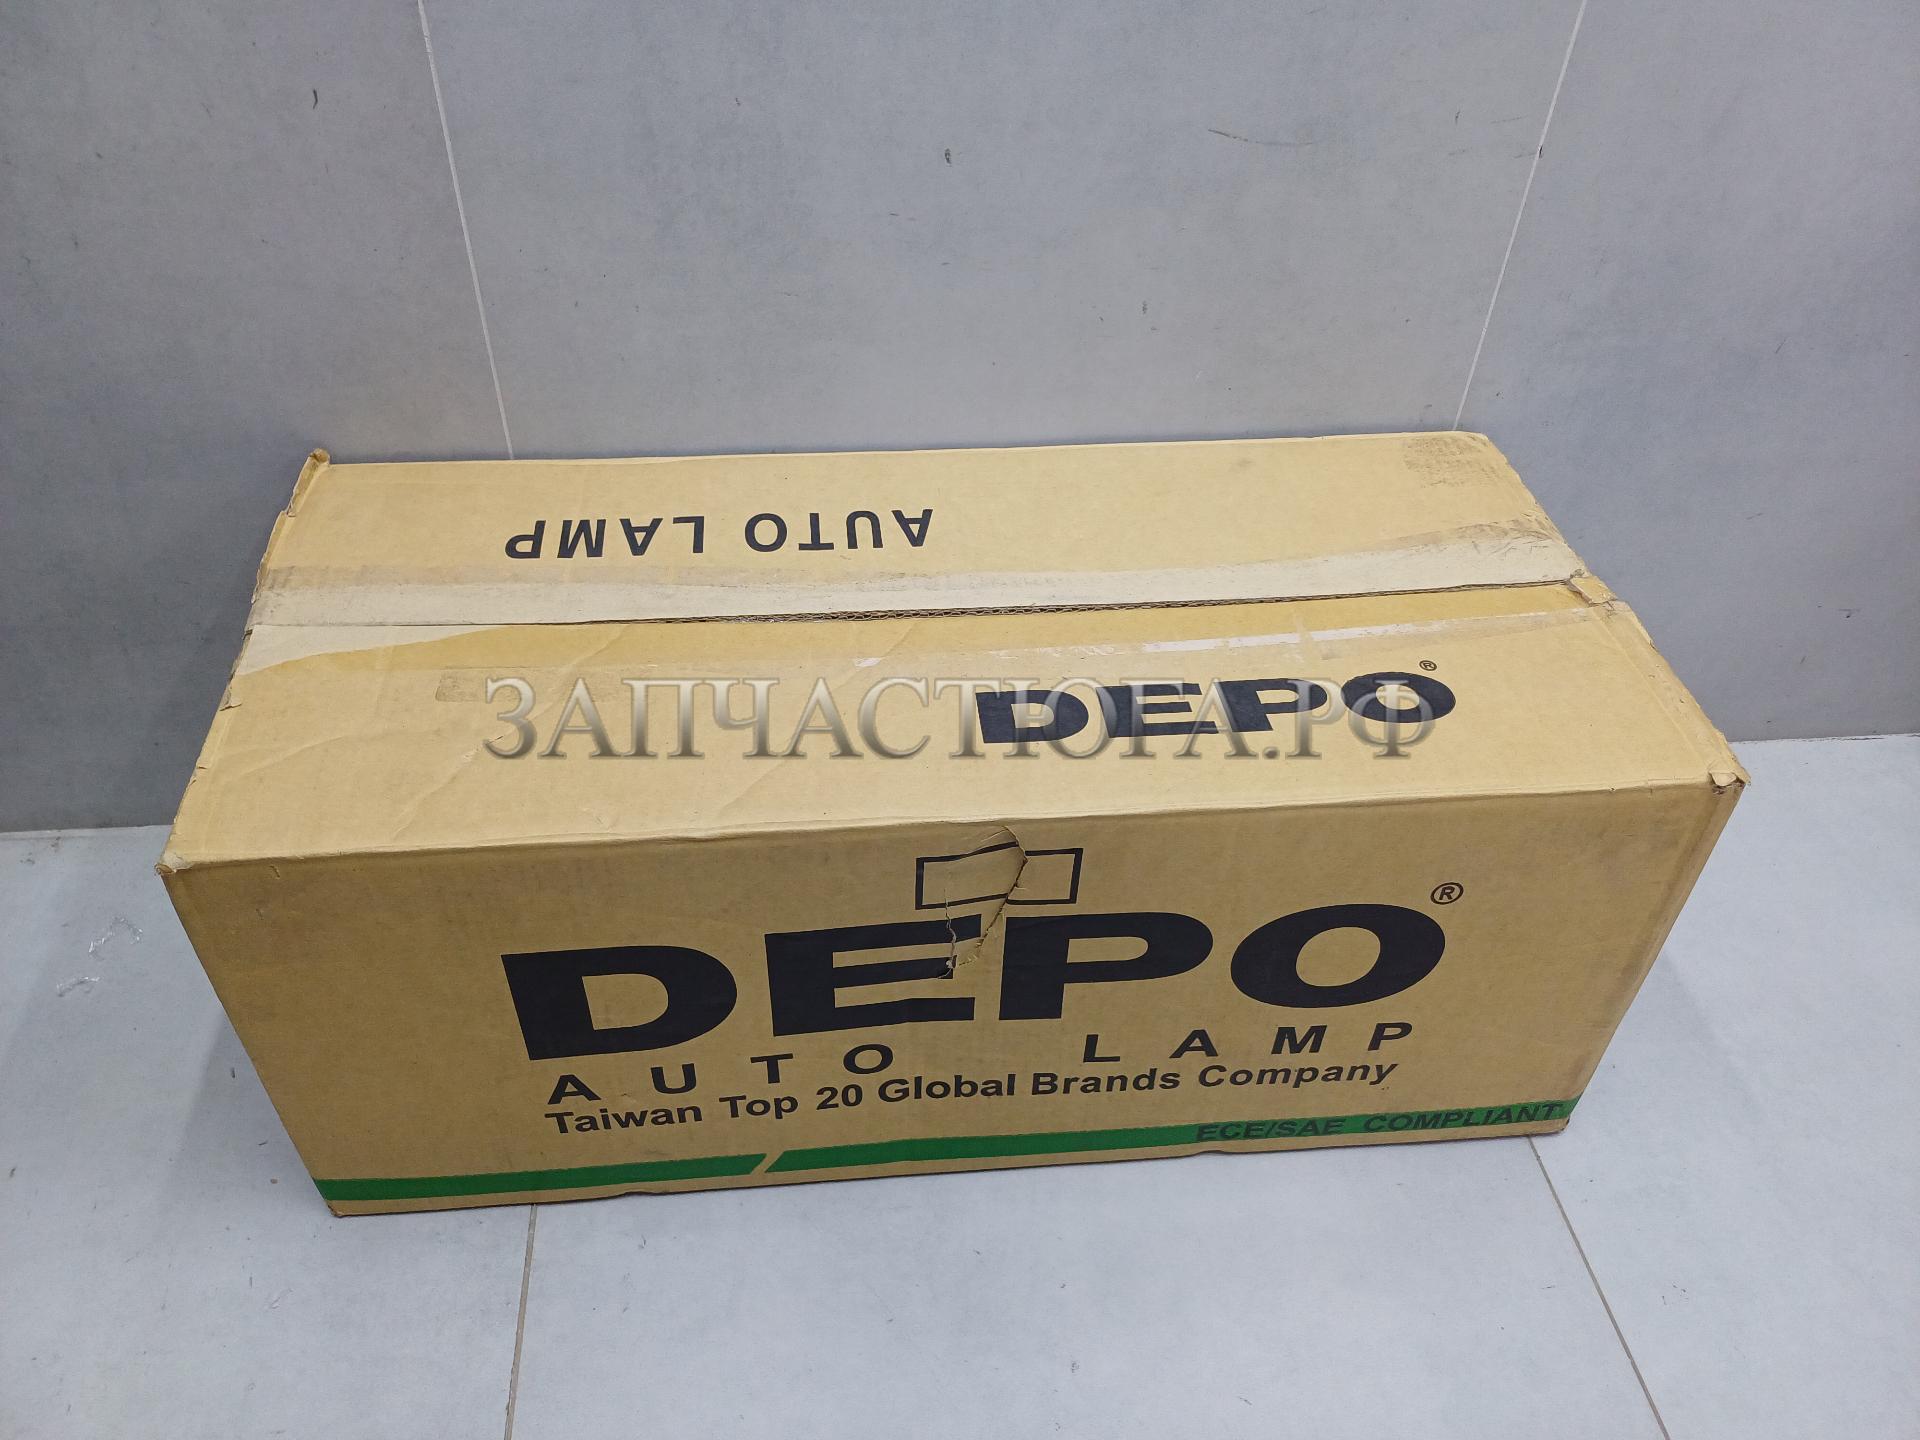 AUTO LAMP
DEPO®
ЗАПЧАСТЮГА.РФ
DEPO®
AUTO LAMP
Taiwan Top 20 Global Brands Company
ECE/SAE COMPLIANT